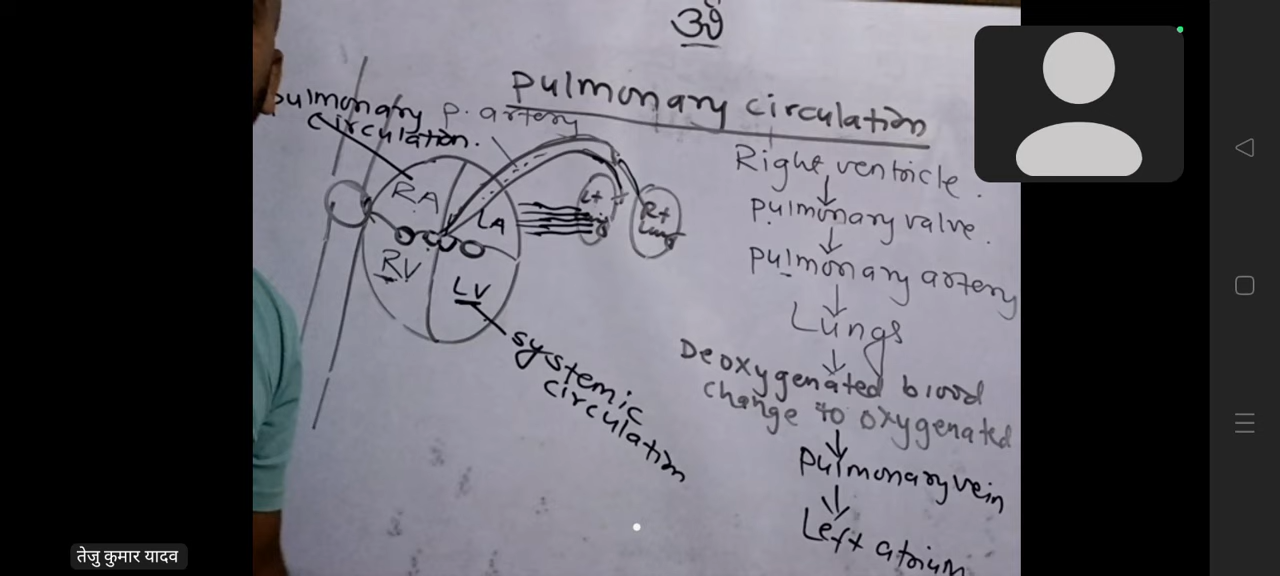 ॐ
Pulmonary circulation
pulmonary
circulation.
p. artery
RA
LA
RV
LV
Lt
Rt
Lung
systemic
circulation
Right ventricle.
Pulmonary valve.
Pulmonary artery
Lungs
Deoxygenated blood
change to oxygenated
Pulmonary vein
Left atrium
तेजु कुमार यादव